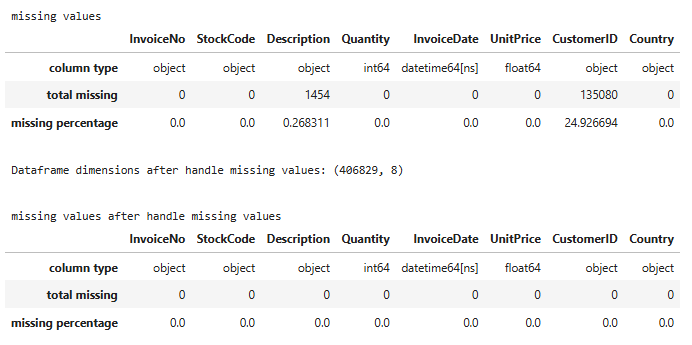 missing values
InvoiceNo StockCode Description Quantity InvoiceDate UnitPrice CustomerID Country
column type object object object int64 datetime64[ns] float64 object object
total missing 0 0 1454 0 0 0 135080 0
missing percentage 0.0 0.0 0.268311 0.0 0.0 0.0 24.926694 0.0
Dataframe dimensions after handle missing values: (406829, 8)
missing values after handle missing values
InvoiceNo StockCode Description Quantity InvoiceDate UnitPrice CustomerID Country
column type object object object int64 datetime64[ns] float64 object object
total missing 0 0 0 0 0 0 0 0
missing percentage 0.0 0.0 0.0 0.0 0.0 0.0 0.0 0.0